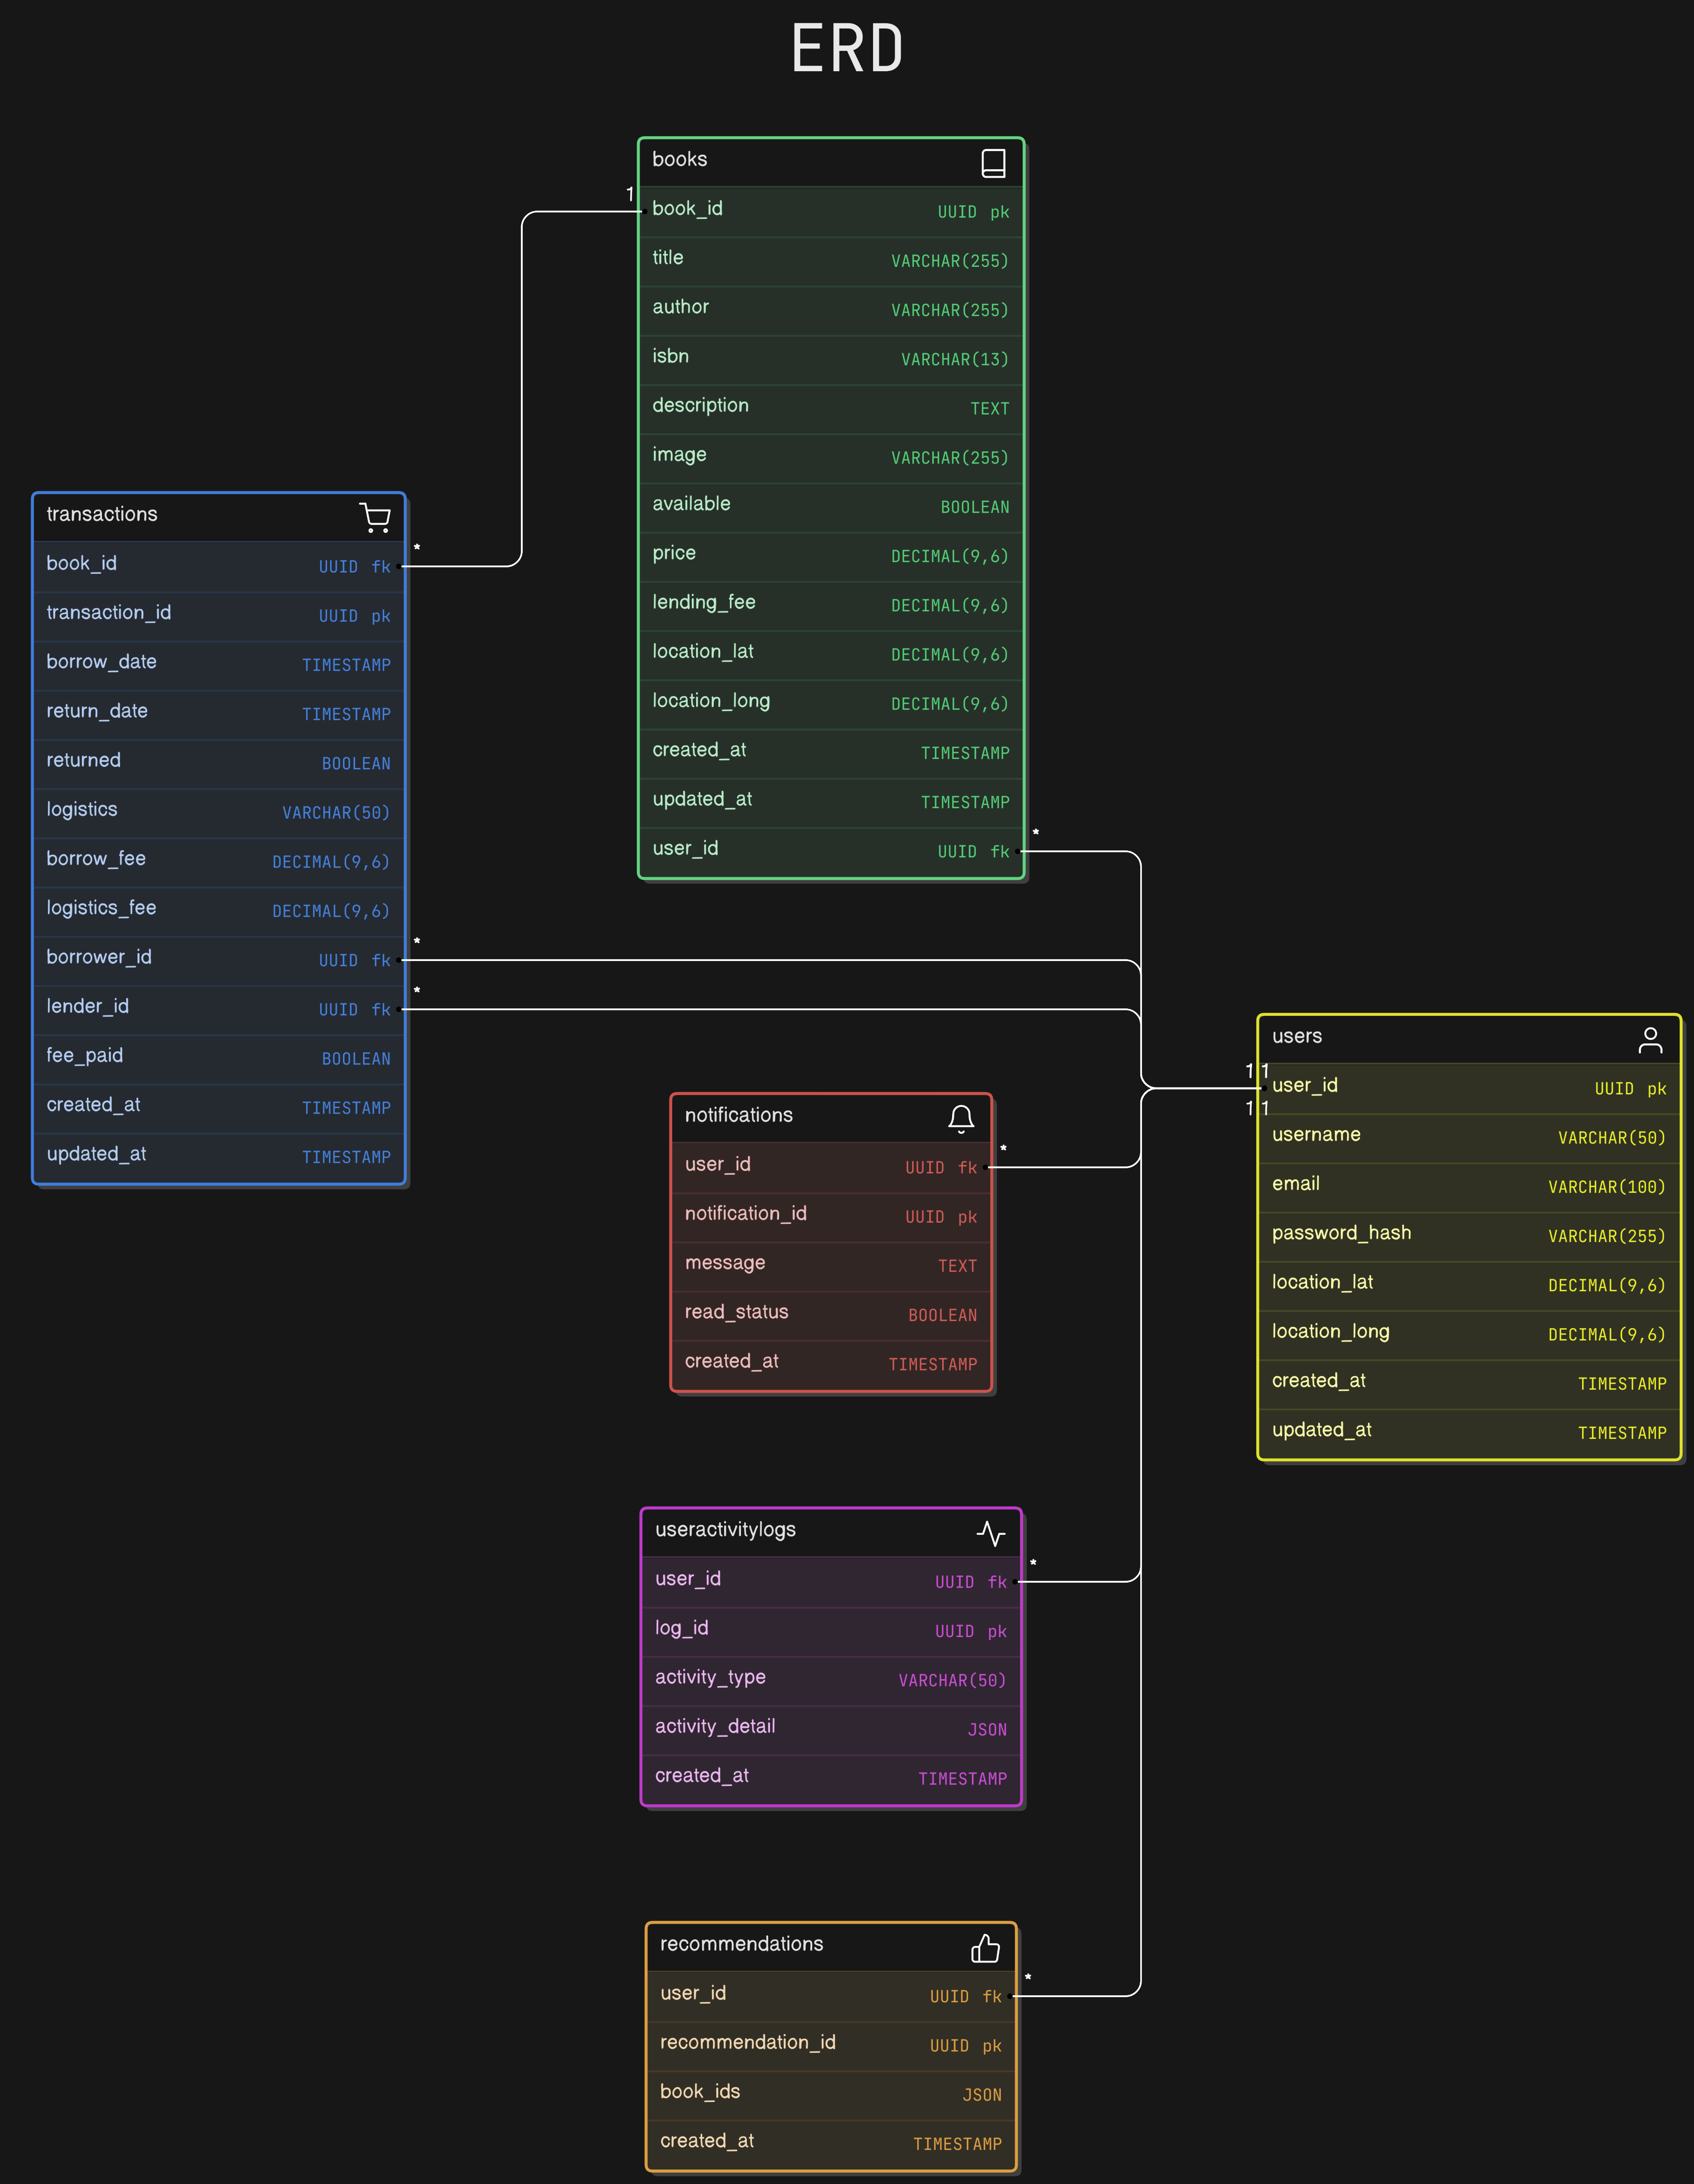 ERD
books
1
book_id UUID pk
title VARCHAR(255)
author VARCHAR(255)
isbn VARCHAR(13)
description TEXT
image VARCHAR(255)
available BOOLEAN
price DECIMAL(9,6)
lending_fee DECIMAL(9,6)
location_lat DECIMAL(9,6)
location_long DECIMAL(9,6)
created_at TIMESTAMP
updated_at TIMESTAMP
user_id UUID fk
*
transactions
book_id UUID fk
*
transaction_id UUID pk
borrow_date TIMESTAMP
return_date TIMESTAMP
returned BOOLEAN
logistics VARCHAR(50)
borrow_fee DECIMAL(9,6)
logistics_fee DECIMAL(9,6)
borrower_id UUID fk
*
lender_id UUID fk
*
fee_paid BOOLEAN
created_at TIMESTAMP
updated_at TIMESTAMP
users
1 1
user_id UUID pk
1 1
username VARCHAR(50)
email VARCHAR(100)
password_hash VARCHAR(255)
location_lat DECIMAL(9,6)
location_long DECIMAL(9,6)
created_at TIMESTAMP
updated_at TIMESTAMP
notifications
user_id UUID fk
*
notification_id UUID pk
message TEXT
read_status BOOLEAN
created_at TIMESTAMP
useractivitylogs
user_id UUID fk
*
log_id UUID pk
activity_type VARCHAR(50)
activity_detail JSON
created_at TIMESTAMP
recommendations
user_id UUID fk
*
recommendation_id UUID pk
book_ids JSON
created_at TIMESTAMP